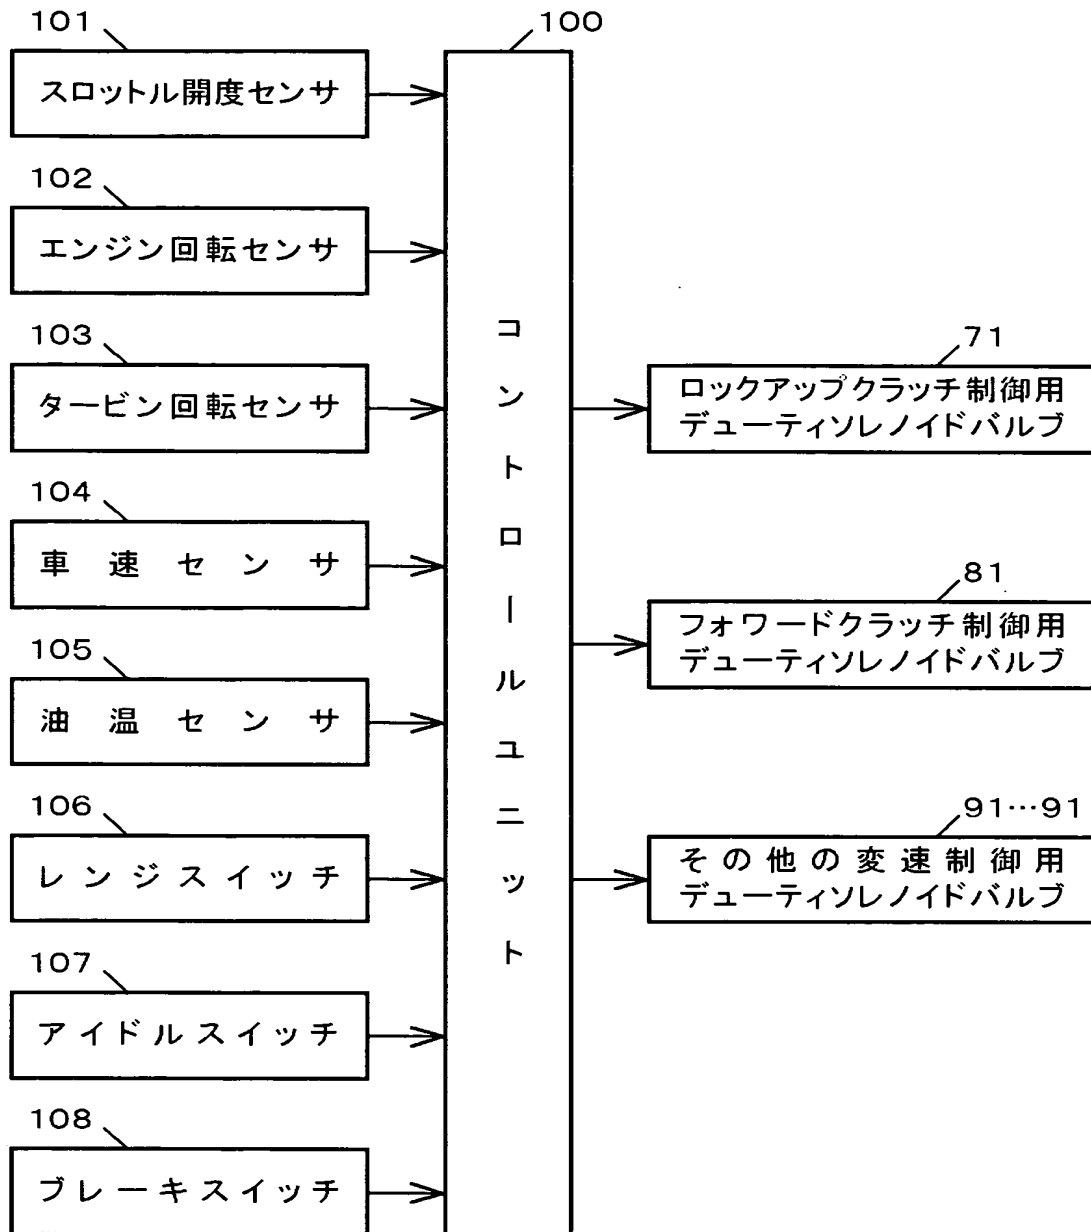 101
スロットル開度センサ
102
エンジン回転センサ
103
タービン回転センサ
104
車速センサ
105
油温センサ
106
レンジスイッチ
107
アイドルスイッチ
108
ブレーキスイッチ
100
コントロールユニット
71
ロックアップクラッチ制御用
デューティソレノイドバルブ
81
フォワードクラッチ制御用
デューティソレノイドバルブ
91…91
その他の変速制御用
デューティソレノイドバルブ